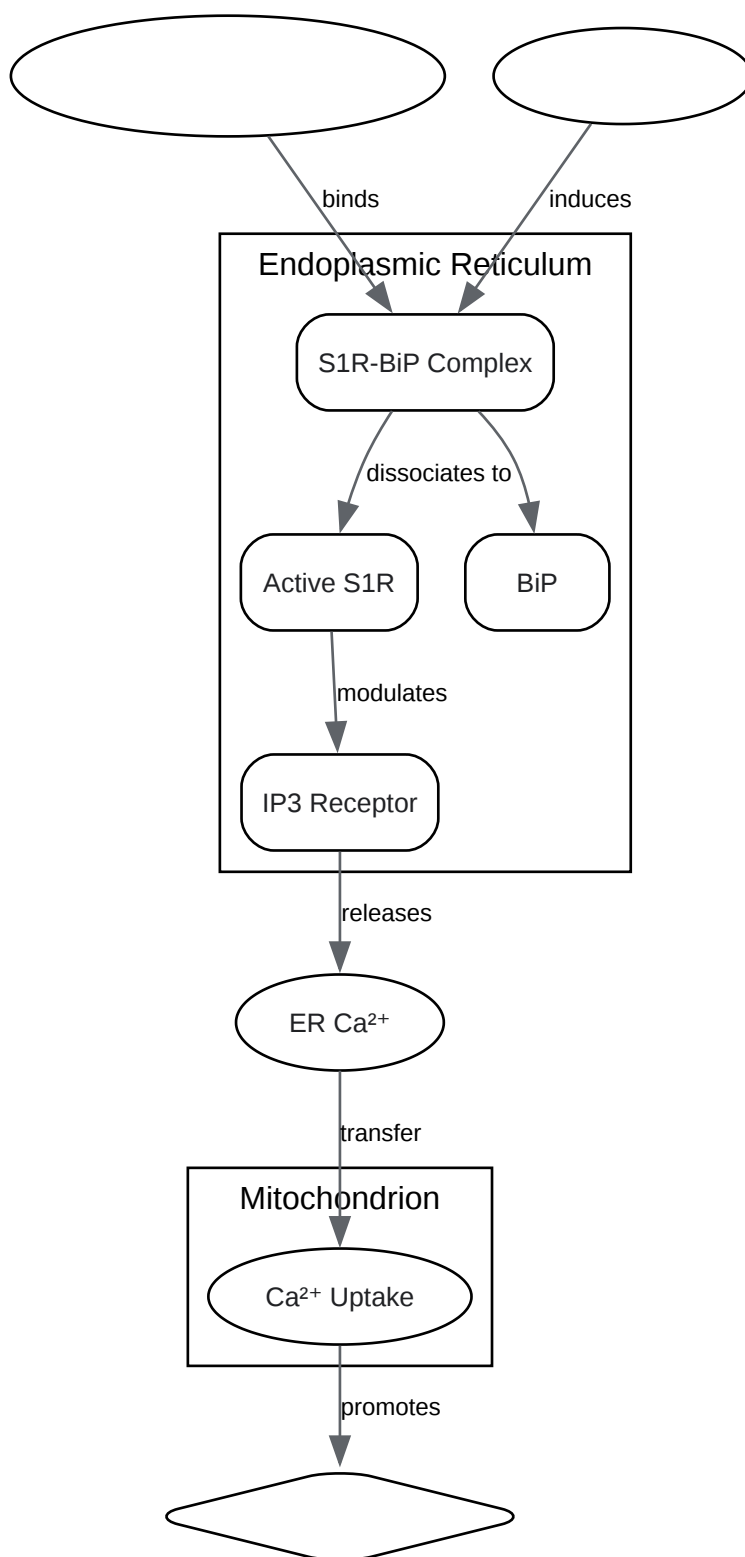 binds
induces
Endoplasmic Reticulum
S1R-BiP Complex
dissociates to
Active S1R
BiP
modulates
IP3 Receptor
releases
ER Ca²⁺
transfer
Mitochondrion
Ca²⁺ Uptake
promotes